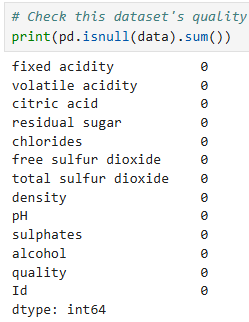 # Check this dataset's quality
print(pd.isnull(data).sum())
fixed acidity 0
volatile acidity 0
citric acid 0
residual sugar 0
chlorides 0
free sulfur dioxide 0
total sulfur dioxide 0
density 0
pH 0
sulphates 0
alcohol 0
quality 0
Id 0
dtype: int64